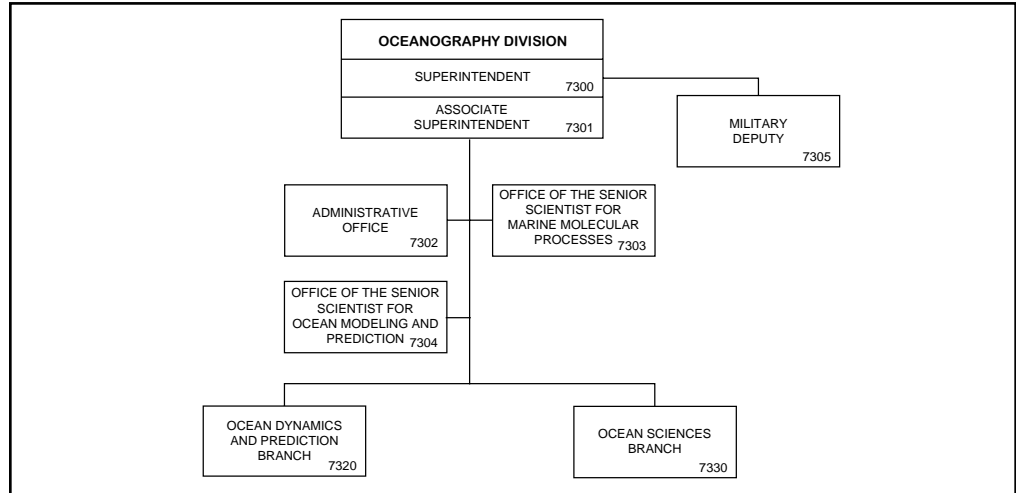 OCEANOGRAPHY DIVISION
SUPERINTENDENT
7300
ASSOCIATE
SUPERINTENDENT
7301
MILITARY
DEPUTY
7305
ADMINISTRATIVE
OFFICE
7302
OFFICE OF THE SENIOR
SCIENTIST FOR
MARINE MOLECULAR
PROCESSES 7303
OFFICE OF THE SENIOR
SCIENTIST FOR
OCEAN MODELING AND
PREDICTION 7304
OCEAN DYNAMICS
AND PREDICTION
BRANCH
7320
OCEAN SCIENCES
BRANCH
7330